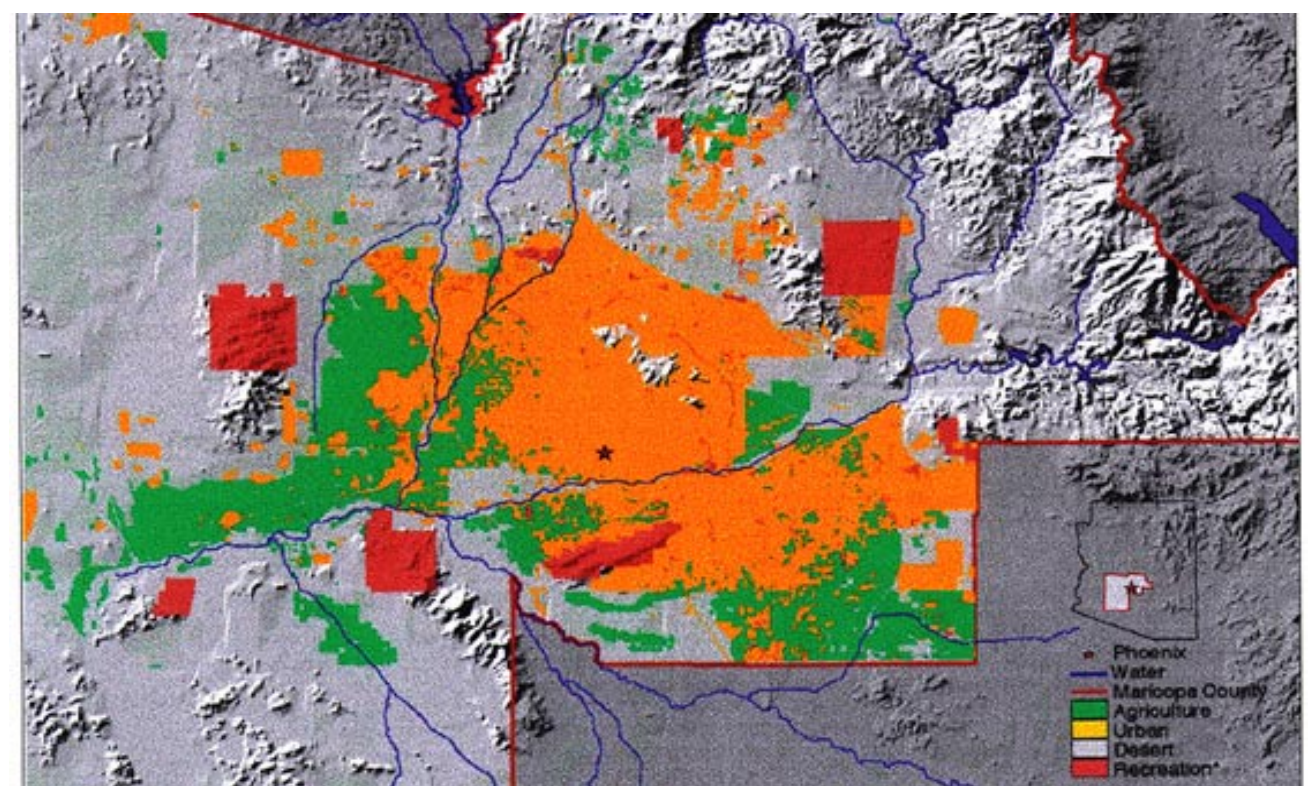 Phoenix
Water
Maricopa County
Agriculture
Urban
Desert
Recreation*